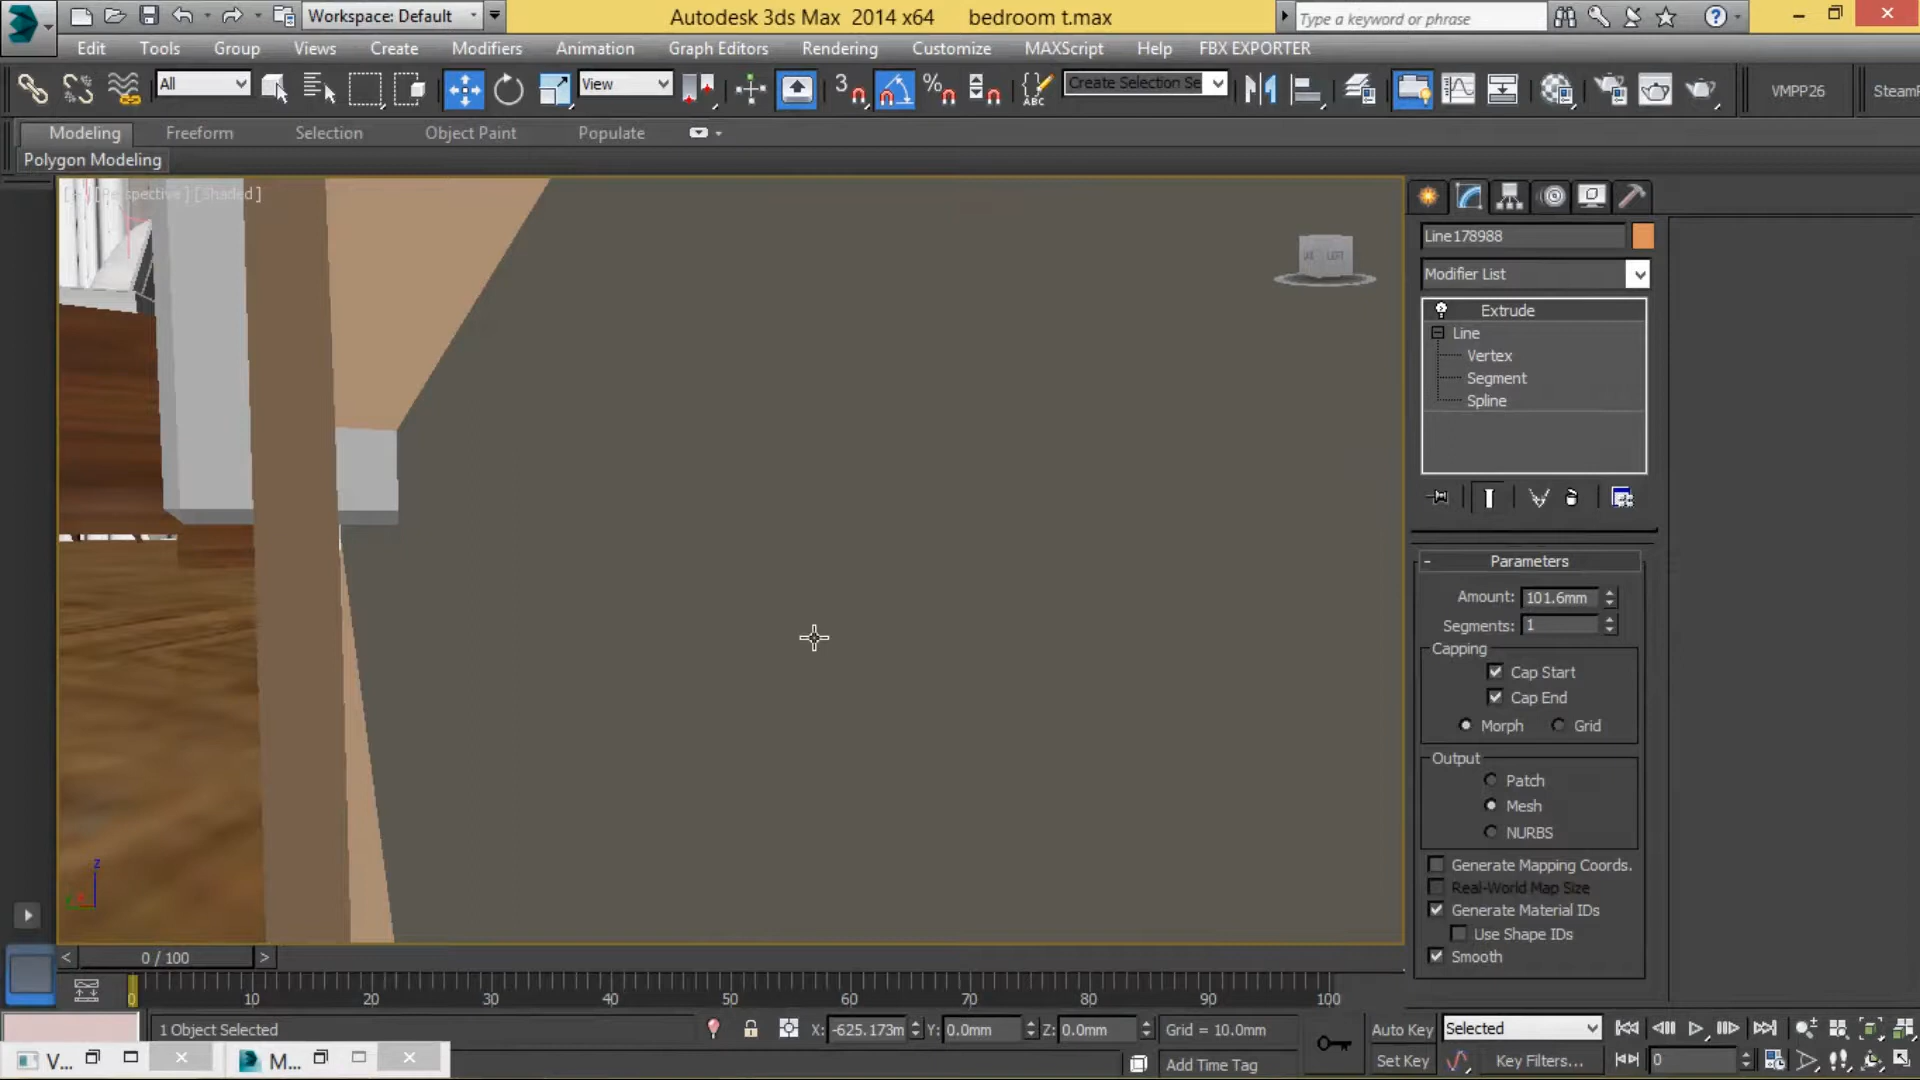 Workspace: Default
Autodesk 3ds Max 2014 x64 bedroom t.max
Type a keyword or phrase
Edit Tools Group Views Create Modifiers Animation Graph Editors Rendering Customize MAXScript Help FBX EXPORTER
All
View
3
%
ABC
Create Selection Se
VMPP26
Steam
Modeling Freeform Selection Object Paint Populate
Polygon Modeling
[Perspective ] [Shaded ]
LEFT
Line178988
Modifier List
Extrude
Line
Vertex
Segment
Spline
- Parameters
Amount: 101.6mm
Segments: 1
Capping
Cap Start
Cap End
Morph Grid
Output
Patch
Mesh
NURBS
Generate Mapping Coords.
Real-World Map Size
Generate Material IDs
Use Shape IDs
Smooth
z
< 0 / 100 >
0 10 20 30 40 50 60 70 80 90 100
1 Object Selected X: -625.173m Y: 0.0mm Z: 0.0mm Grid = 10.0mm Auto Key Selected
V... M... Add Time Tag Set Key Key Filters... 0